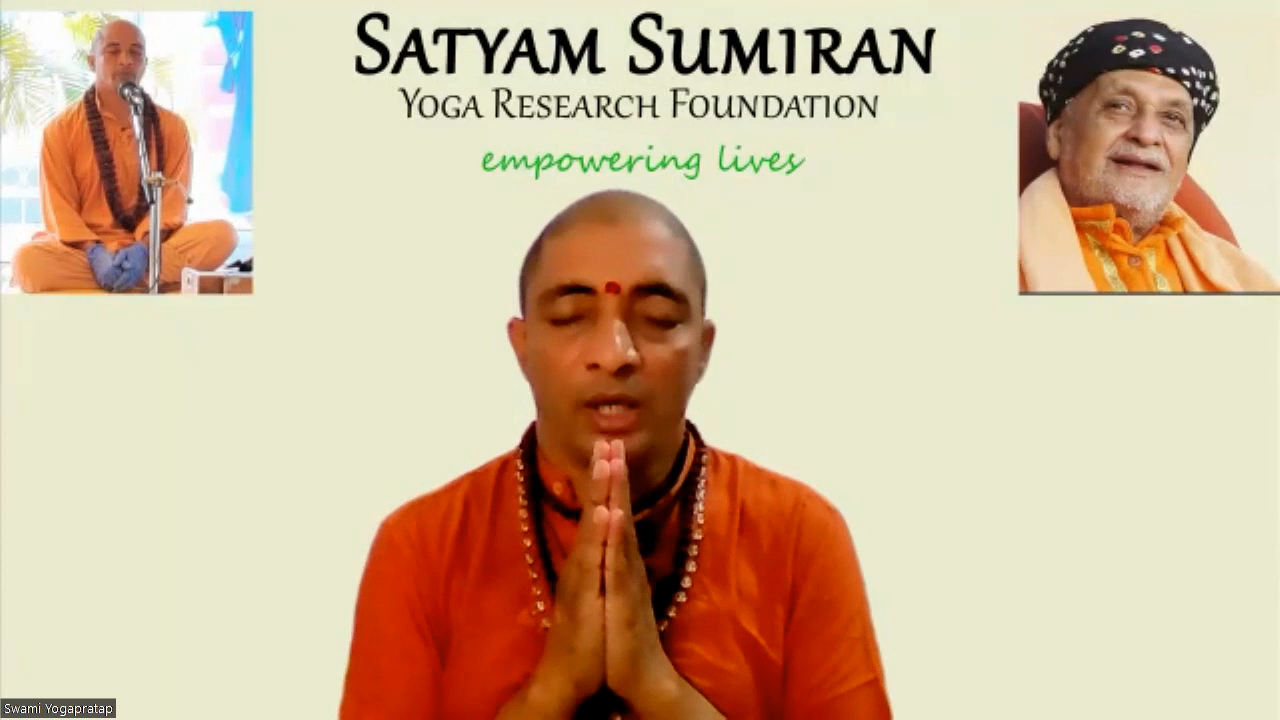 Satyam Sumiran
Yoga Research Foundation
empowering lives
Swami Yogapratap